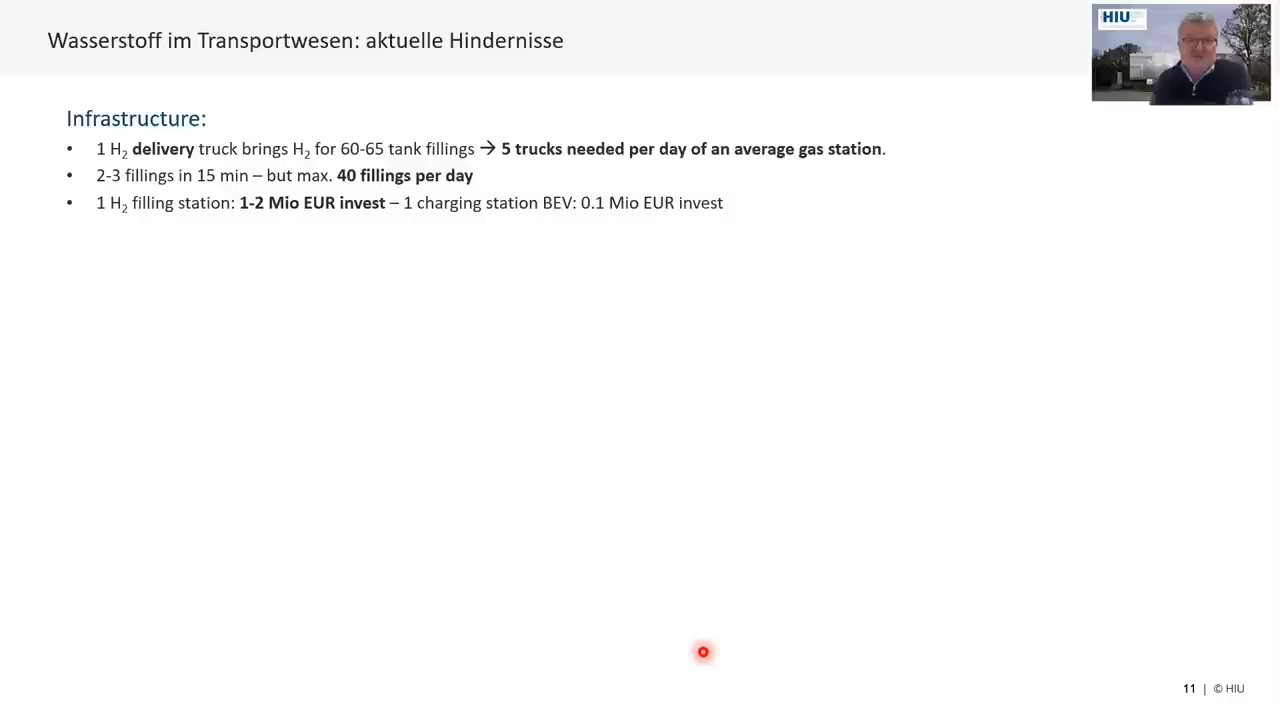 Wasserstoff im Transportwesen: aktuelle Hindernisse
HIU
Infrastructure:
• 1 H₂ delivery truck brings H₂ for 60-65 tank fillings → 5 trucks needed per day of an average gas station.
• 2-3 fillings in 15 min – but max. 40 fillings per day
• 1 H₂ filling station: 1-2 Mio EUR invest – 1 charging station BEV: 0.1 Mio EUR invest
11 | © HIU